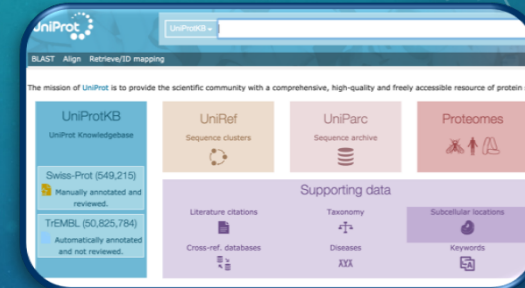 UniProt
UniProtKB
BLAST Align Retrieve/ID mapping
The mission of UniProt is to provide the scientific community with a comprehensive, high-quality and freely accessible resource of protein
UniProtKB
UniProt Knowledgebase
Swiss-Prot (549,215)
Manually annotated and
reviewed.
TrEMBL (50,825,784)
Automatically annotated
and not reviewed.
UniRef
Sequence clusters
UniParc
Sequence archive
Proteomes
Supporting data
Literature citations
Taxonomy
Subcellular locations
Cross-ref. databases
Diseases
Keywords